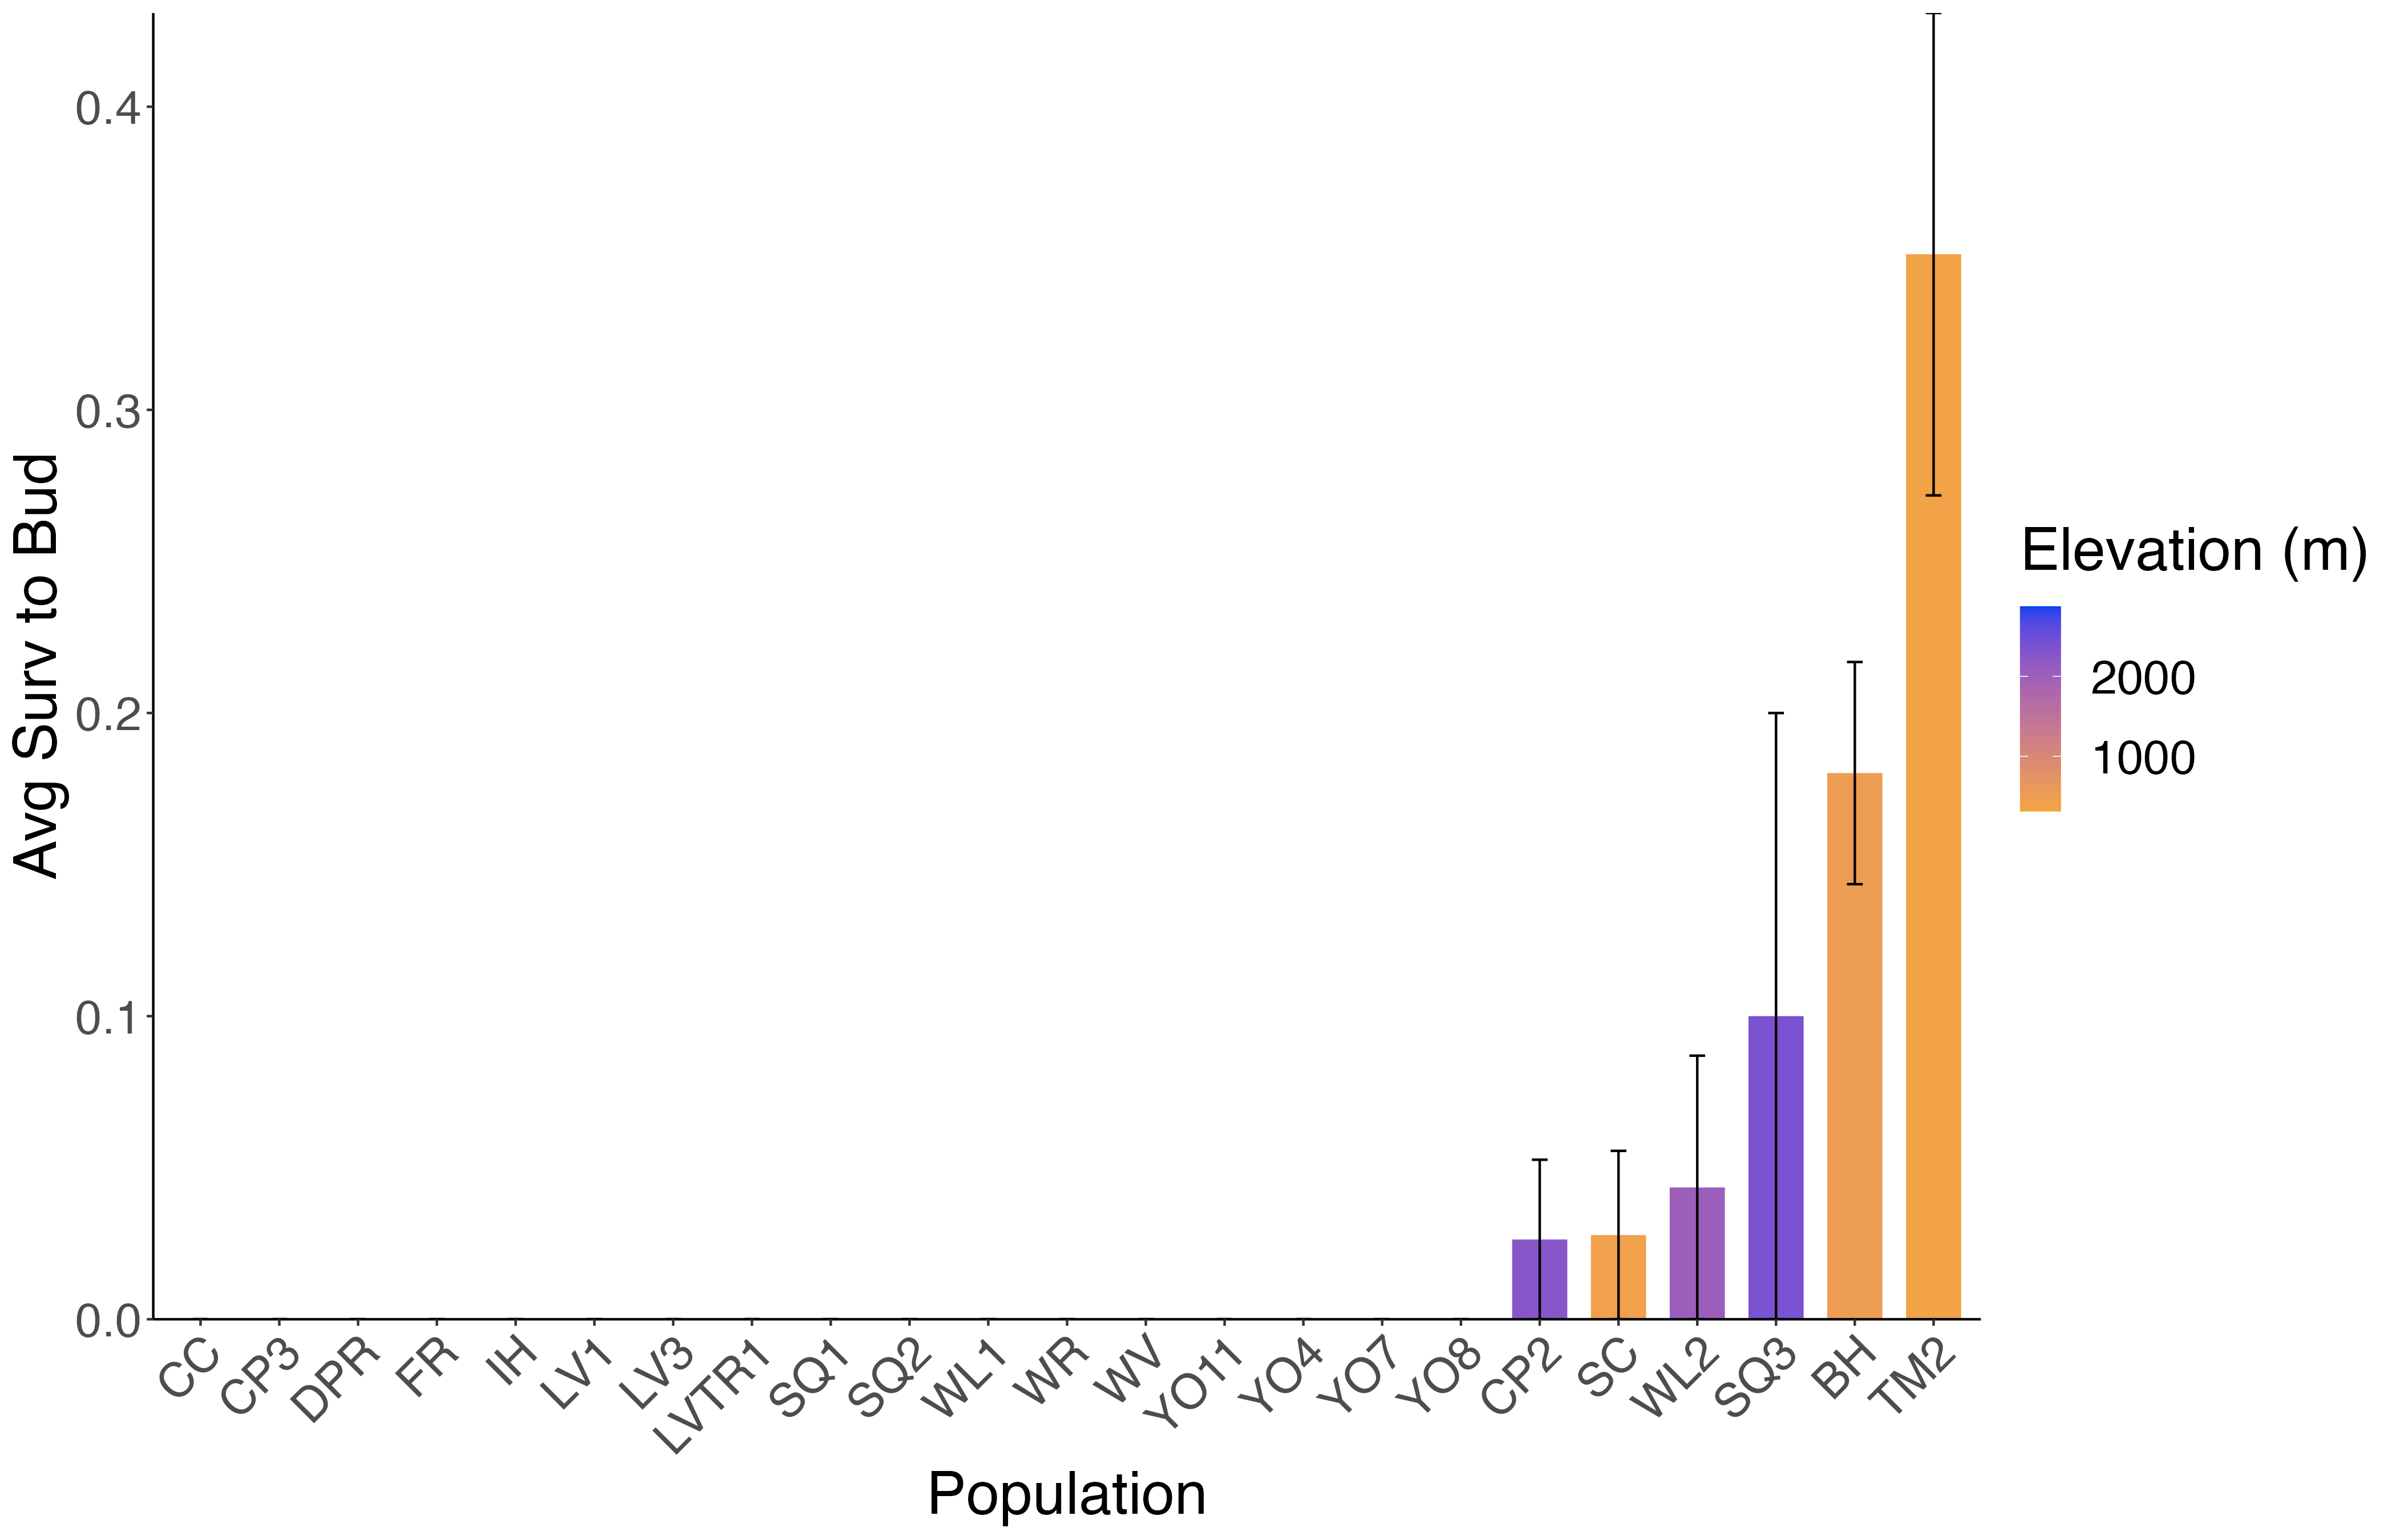 Avg Surv to Bud
0.4
0.3
0.2
0.1
0.0
CC
CP3
DPR
FR
IH
LV1
LV3
LVTR1
SQ1
SQ2
WL1
WR
WV
YO11
YO4
YO7
YO8
CP2
SC
WL2
SQ3
BH
TM2
Population
Elevation (m)
2000
1000